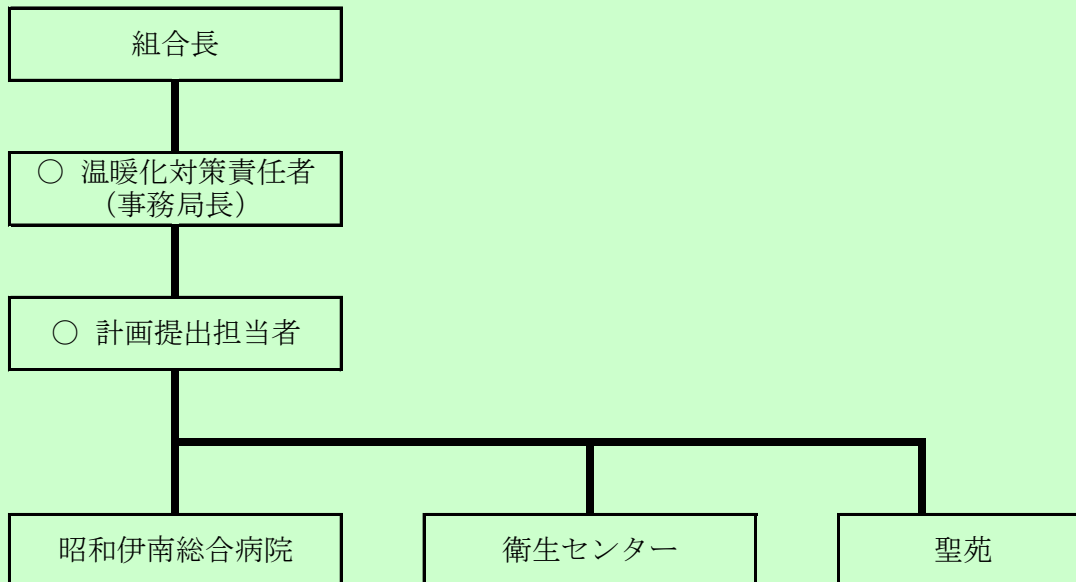 組合長
○ 温暖化対策責任者
（事務局長）
○ 計画提出担当者
昭和伊南総合病院
衛生センター
聖苑